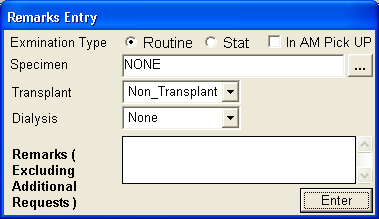 Remarks Entry
Exmination Type Routine Stat In AM Pick UP
Specimen NONE ...
Transplant Non_Transplant
Dialysis None
Remarks (
Excluding
Additional
Requests )
Enter